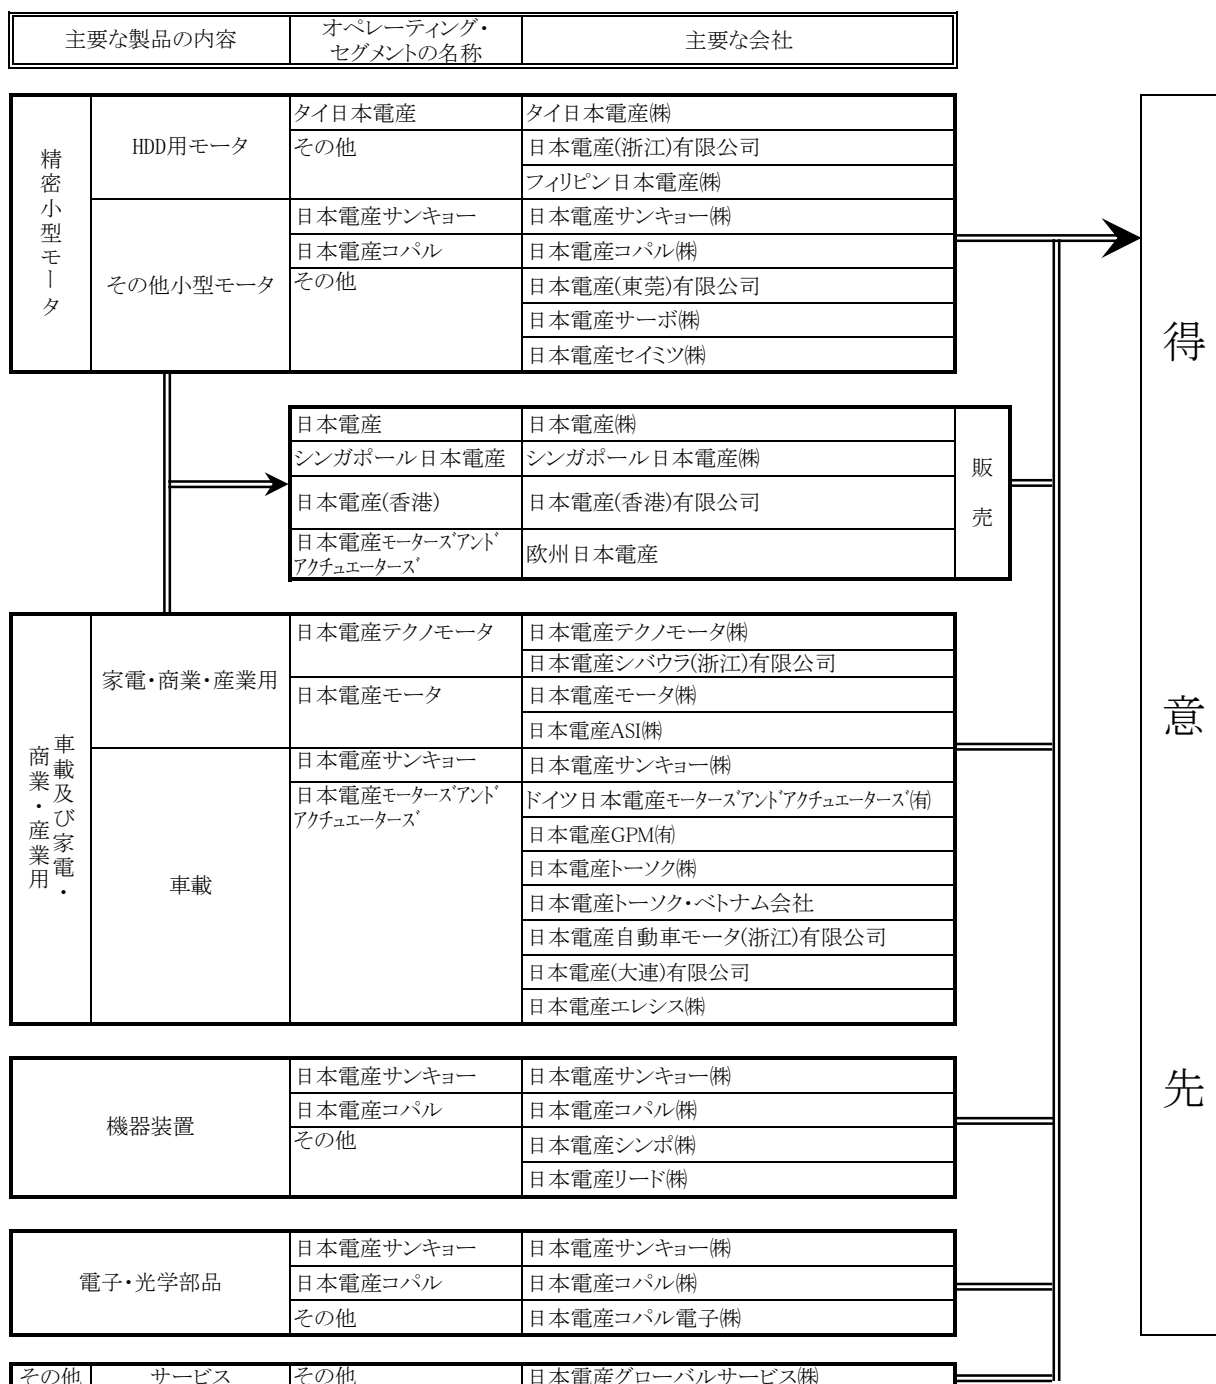 主要な製品の内容
オペレーティング・
セグメントの名称
主要な会社
精密小型モータ
HDD用モータ
タイ日本電産
タイ日本電産㈱
その他
日本電産(浙江)有限公司
フィリピン日本電産㈱
その他小型モータ
日本電産サンキョー
日本電産サンキョー㈱
日本電産コパル
日本電産コパル㈱
その他
日本電産(東莞)有限公司
日本電産サーボ㈱
日本電産セイミツ㈱
日本電産
日本電産㈱
シンガポール日本電産
シンガポール日本電産㈱
日本電産(香港)
日本電産(香港)有限公司
日本電産ﾓｰﾀｰｽﾞｱﾝﾄﾞ
ｱｸﾁｭｴｰﾀｰｽﾞ
欧州日本電産
販売
車載及び家電・
商業・産業用
家電・商業・産業用
日本電産テクノモータ
日本電産テクノモータ㈱
日本電産シバウラ(浙江)有限公司
日本電産モータ
日本電産モータ㈱
日本電産ASI㈱
車載
日本電産サンキョー
日本電産サンキョー㈱
日本電産ﾓｰﾀｰｽﾞｱﾝﾄﾞ
ｱｸﾁｭｴｰﾀｰｽﾞ
ドイツ日本電産ﾓｰﾀｰｽﾞｱﾝﾄﾞｱｸﾁｭｴｰﾀｰｽﾞ㈲
日本電産GPM㈲
日本電産トーソク㈱
日本電産トーソク・ベトナム会社
日本電産自動車モータ(浙江)有限公司
日本電産(大連)有限公司
日本電産エレシス㈱
機器装置
日本電産サンキョー
日本電産サンキョー㈱
日本電産コパル
日本電産コパル㈱
その他
日本電産シンポ㈱
日本電産リード㈱
電子・光学部品
日本電産サンキョー
日本電産サンキョー㈱
日本電産コパル
日本電産コパル㈱
その他
日本電産コパル電子㈱
その他
サービス
その他
日本電産グローバルサービス㈱
得意先